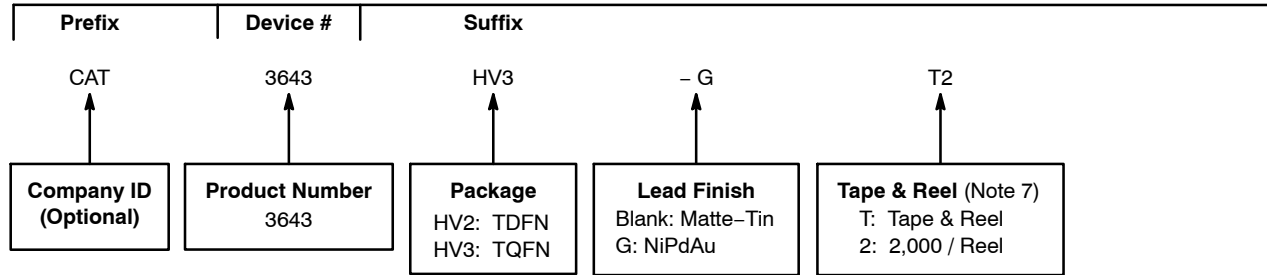 Prefix Device # Suffix
CAT 3643 HV3 – G T2
Company ID
(Optional)
Product Number
3643
Package
HV2: TDFN
HV3: TQFN
Lead Finish
Blank: Matte−Tin
G: NiPdAu
Tape & Reel (Note 7)
T: Tape & Reel
2: 2,000 / Reel